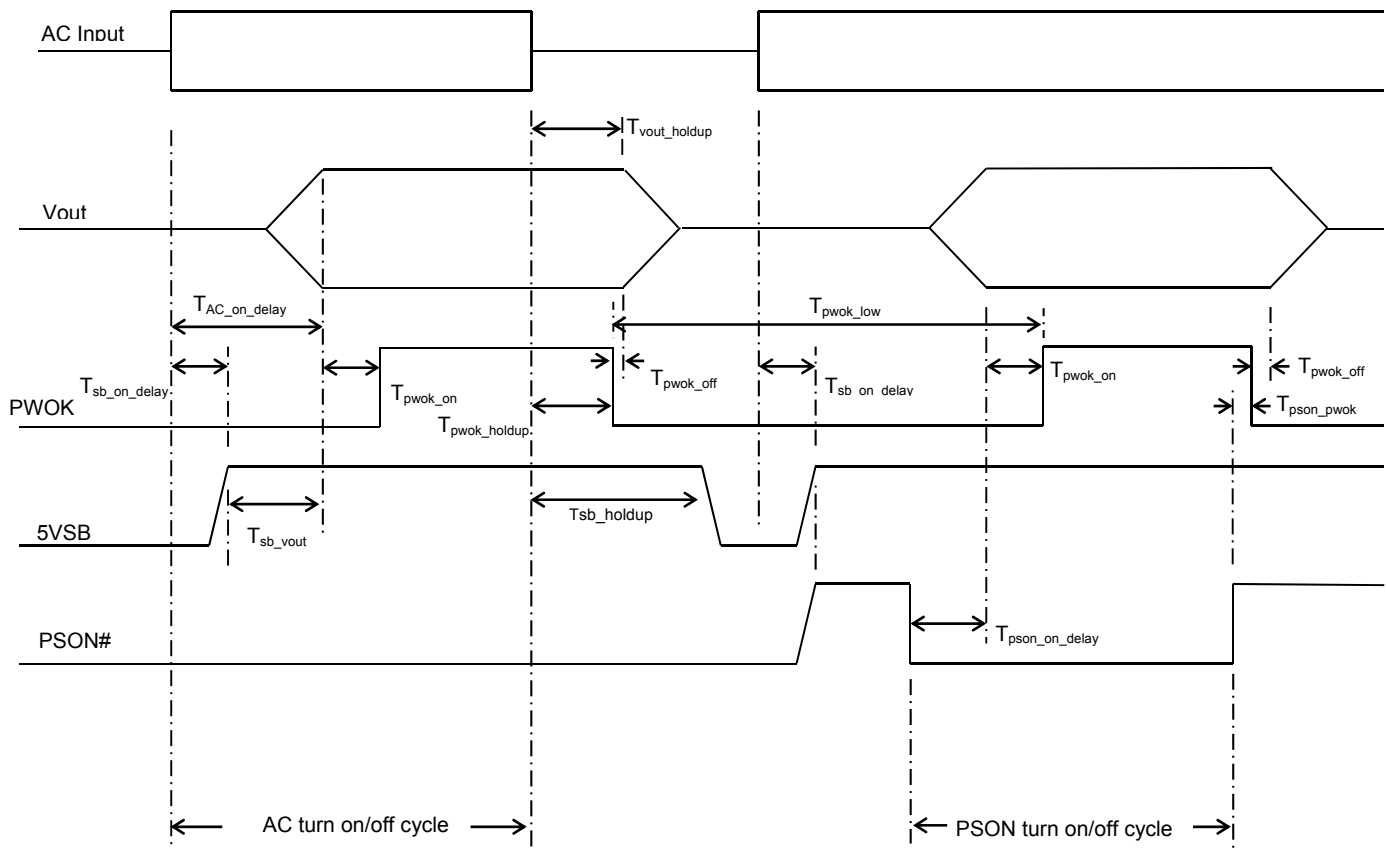 AC Input
Tvout_holdup
Vout
TAC_on_delay
Tpwok_low
Tsb_on_delay
Tpwok_on
Tpwok_off
Tsb_on_delay
Tpwok_on
Tpwok_off
PWOK
Tpwok_holdup
Tpson_pwok
5VSB
Tsb_vout
Tsb_holdup
PSON#
Tpson_on_delay
AC turn on/off cycle
PSON turn on/off cycle